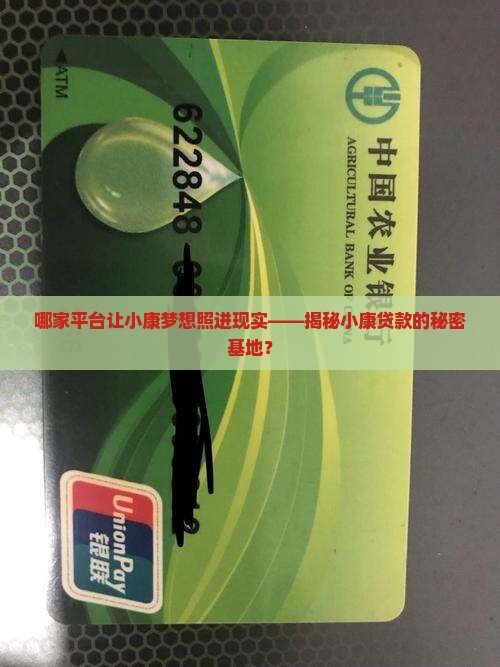 ATM
中国农业银行
AGRICULTURAL BANK OF
622848
哪家平台让小康梦想照进现实——揭秘小康贷款的秘密
基地？
UnionPay
银联